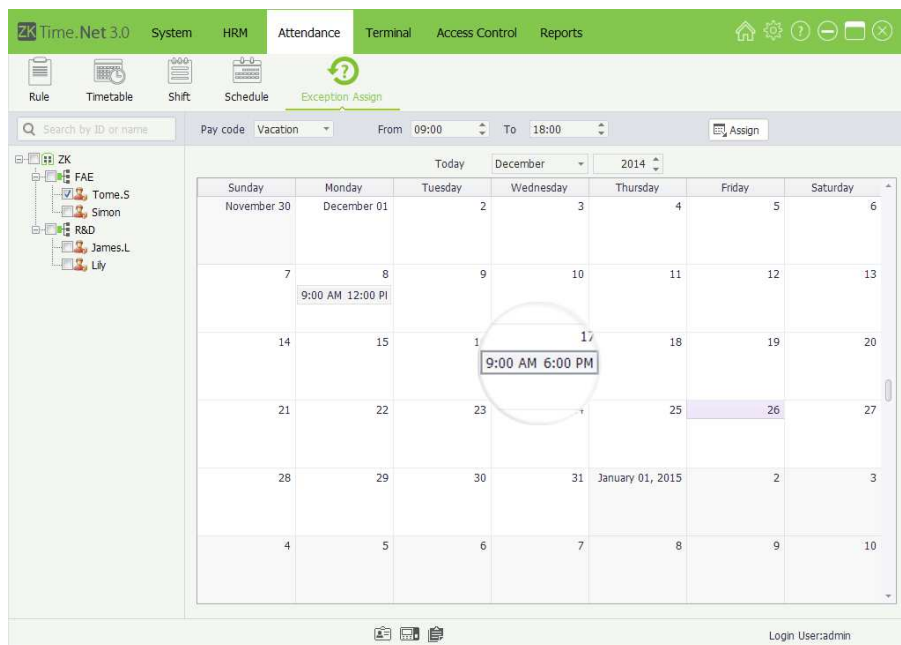 ZK Time.Net 3.0 System HRM Attendance Terminal Access Control Reports
Rule Timetable Shift Schedule Exception Assign
Search by ID or name Pay code Vacation From 09:00 To 18:00 Assign
ZK
FAE
Tome.S
Simon
R&D
James.L
Lily
Today December 2014
Sunday Monday Tuesday Wednesday Thursday Friday Saturday
November 30 December 01 2 3 4 5 6
7 8 9 10 11 12 13
9:00 AM 12:00 PM
14 15 17 18 19 20
9:00 AM 6:00 PM
21 22 23 25 26 27
28 29 30 31 January 01, 2015 2 3
4 5 6 7 8 9 10
Login User:admin